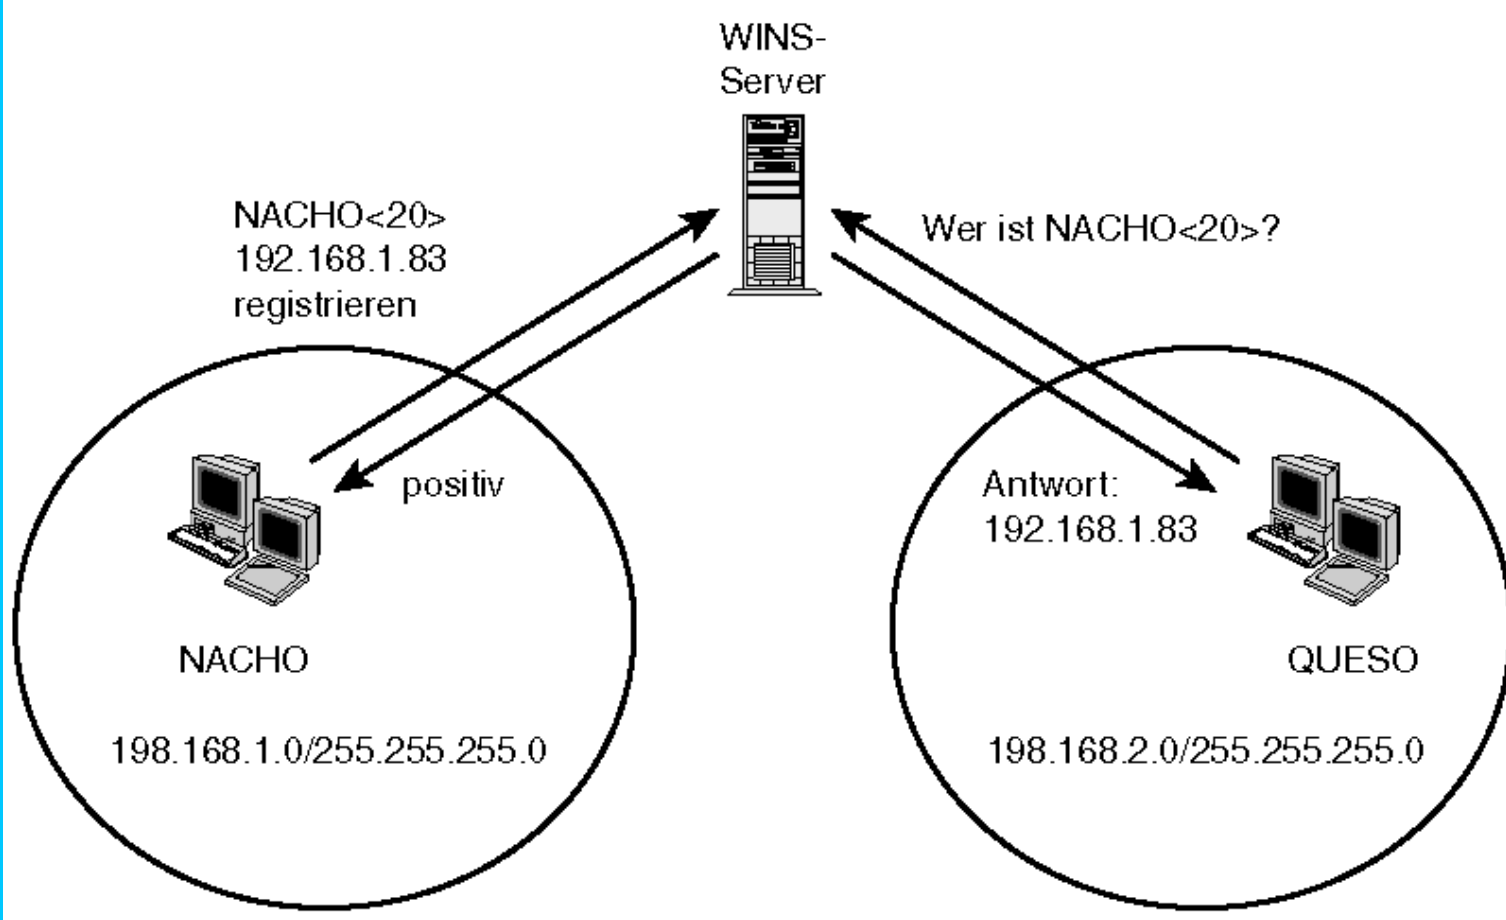 WINS-
Server
NACHO<20>
192.168.1.83
registrieren
Wer ist NACHO<20>?
positiv
Antwort:
192.168.1.83
NACHO
QUESO
198.168.1.0/255.255.255.0
198.168.2.0/255.255.255.0